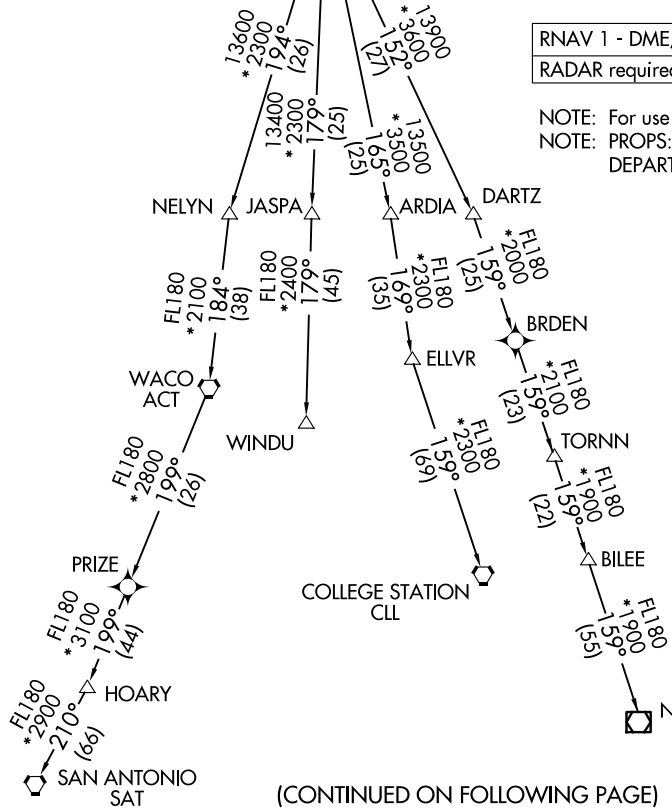 13600
*2300
194°
(26)
13400
*2300
179°
(25)
13500
*3500
165°
(25)
13900
*3600
152°
(27)
RNAV 1 - DME,
RADAR required
NOTE: For use
NOTE: PROPS:
DEPART
NELYN
JASPA
ARDIA
DARTZ
FL180
*2100
184°
(38)
FL180
*2400
179°
(45)
FL180
*2300
169°
(35)
FL180
*2000
159°
(25)
BRDEN
ELLVR
WACO
ACT
WINDU
FL180
*2100
159°
(23)
TORNN
FL180
*2800
199°
(26)
FL180
*2300
159°
(69)
FL180
*1900
159°
(22)
BILEE
PRIZE
COLLEGE STATION
CLL
FL180
*3100
199°
(44)
FL180
*1900
159°
(55)
HOARY
N
FL180
*2900
210°
(66)
SAN ANTONIO
SAT
(CONTINUED ON FOLLOWING PAGE)